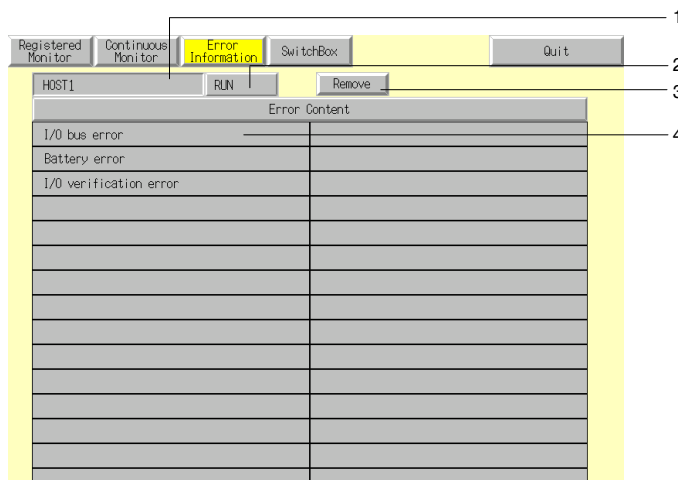 1
Registered Monitor
Continuous Monitor
Error Information
SwitchBox
Quit
2
HOST1
RUN
Remove
3
Error Content
I/O bus error
4
Battery error
I/O verification error